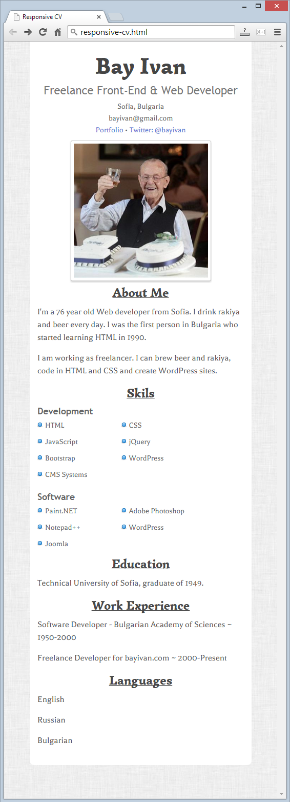 Responsive CV
responsive-cv.html
Bay Ivan
Freelance Front-End & Web Developer
Sofia, Bulgaria
bayivan@gmail.com
Portfolio • Twitter: @bayivan
About Me
I'm a 76 year old Web developer from Sofia. I drink rakiya
and beer every day. I was the first person in Bulgaria who
started learning HTML in 1990.
I am working as freelancer. I can brew beer and rakiya,
code in HTML and CSS and create WordPress sites.
Skils
Development
HTML CSS
JavaScript jQuery
Bootstrap WordPress
CMS Systems
Software
Paint.NET Adobe Photoshop
Notepad++ WordPress
Joomla
Education
Technical University of Sofia, graduate of 1949.
Work Experience
Software Developer - Bulgarian Academy of Sciences ~
1950-2000
Freelance Developer for bayivan.com ~ 2000-Present
Languages
English
Russian
Bulgarian